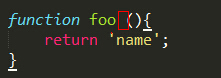 function foo (){
    return 'name';
}